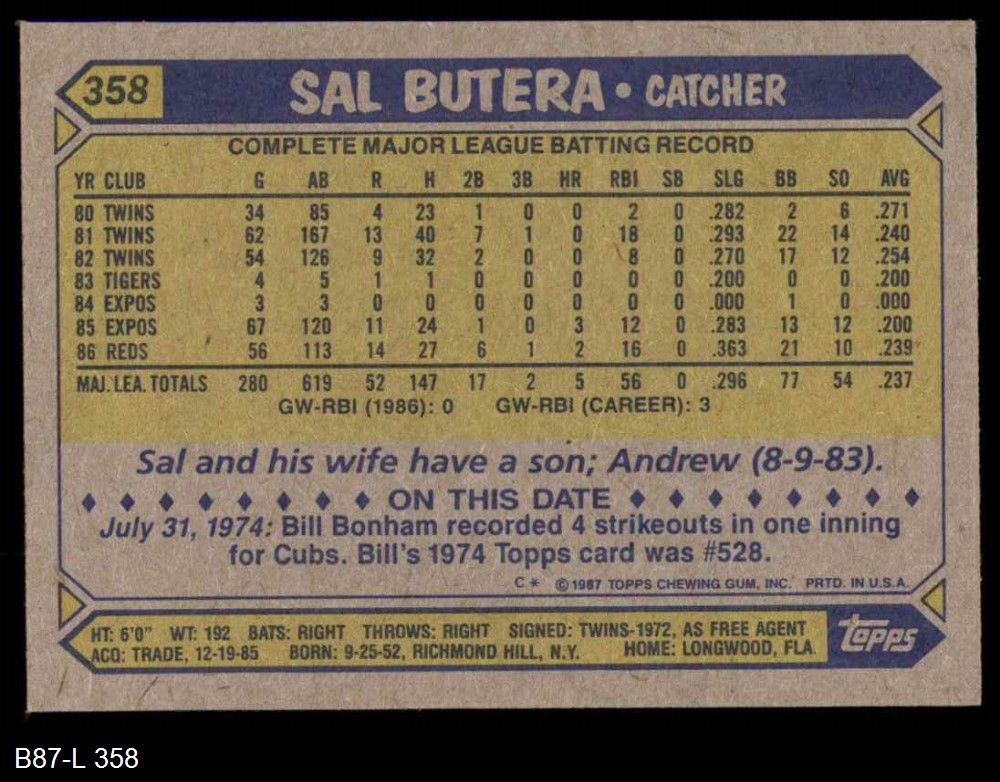 358
SAL BUTERA • CATCHER
COMPLETE MAJOR LEAGUE BATTING RECORD
YR CLUB G AB R H 2B 3B HR RBI SB SLG BB SO AVG
80 TWINS 34 85 4 23 1 0 0 2 0 .282 2 6 .271
81 TWINS 62 167 13 40 7 1 0 18 0 .293 22 14 .240
82 TWINS 54 126 9 32 2 0 0 8 0 .270 17 12 .254
83 TIGERS 4 5 1 1 0 0 0 0 0 .200 0 0 .200
84 EXPOS 3 3 0 0 0 0 0 0 0 .000 1 0 .000
85 EXPOS 67 120 11 24 1 0 3 12 0 .283 13 12 .200
86 REDS 56 113 14 27 6 1 2 16 0 .363 21 10 .239
MAJ. LEA. TOTALS 280 619 52 147 17 2 5 56 0 .296 77 54 .237
GW-RBI (1986): 0 GW-RBI (CAREER): 3
Sal and his wife have a son; Andrew (8-9-83).
ON THIS DATE
July 31, 1974: Bill Bonham recorded 4 strikeouts in one inning
for Cubs. Bill's 1974 Topps card was #528.
C* © 1987 TOPPS CHEWING GUM, INC. PRTD. IN U.S.A.
HT: 6'0" WT: 192 BATS: RIGHT THROWS: RIGHT SIGNED: TWINS-1972, AS FREE AGENT
ACQ: TRADE, 12-19-85 BORN: 9-25-52, RICHMOND HILL, N.Y. HOME: LONGWOOD, FLA.
topps
B87-L 358